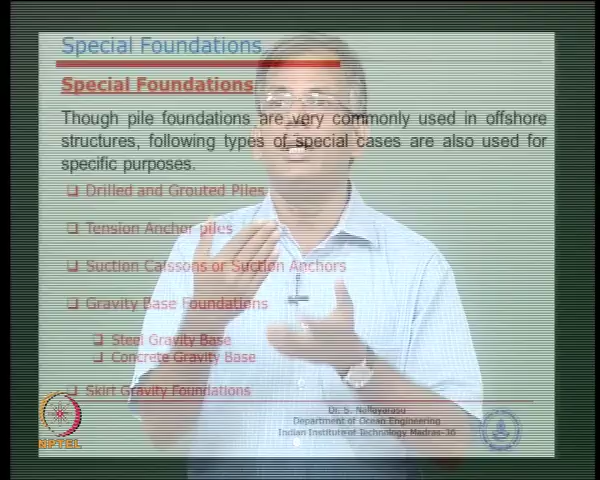 Special Foundations
Special Foundations
Though pile foundations are very commonly used in offshore
structures, following types of special cases are also used for
specific purposes.
❑ Drilled and Grouted Piles
❑ Tension Anchor piles
❑ Suction Caissons or Suction Anchors
❑ Gravity Base Foundations
❑ Steel Gravity Base
❑ Concrete Gravity Base
❑ Skirt Gravity Foundations
Dr. S. Nallayarasu
Department of Ocean Engineering
Indian Institute of Technology Madras-36
NPTEL